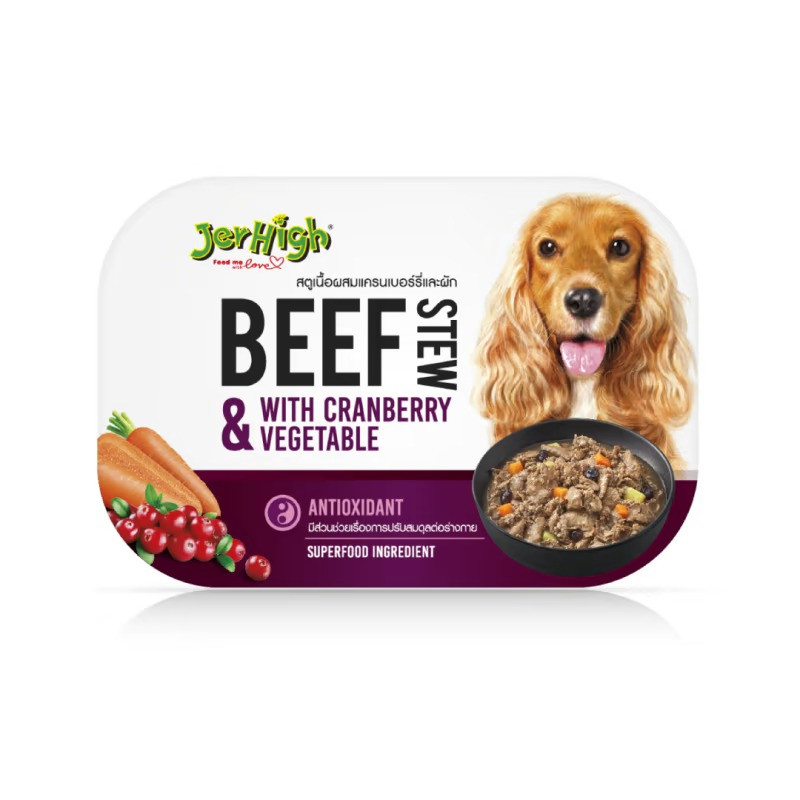 JerHigh®
Feed me with love
สตูเนื้อผสมแครนเบอร์รี่และผัก
BEEF STEW
& WITH CRANBERRY
VEGETABLE
ANTIOXIDANT
มีส่วนช่วยเรื่องการปรับสมดุลต่อร่างกาย
SUPERFOOD INGREDIENT